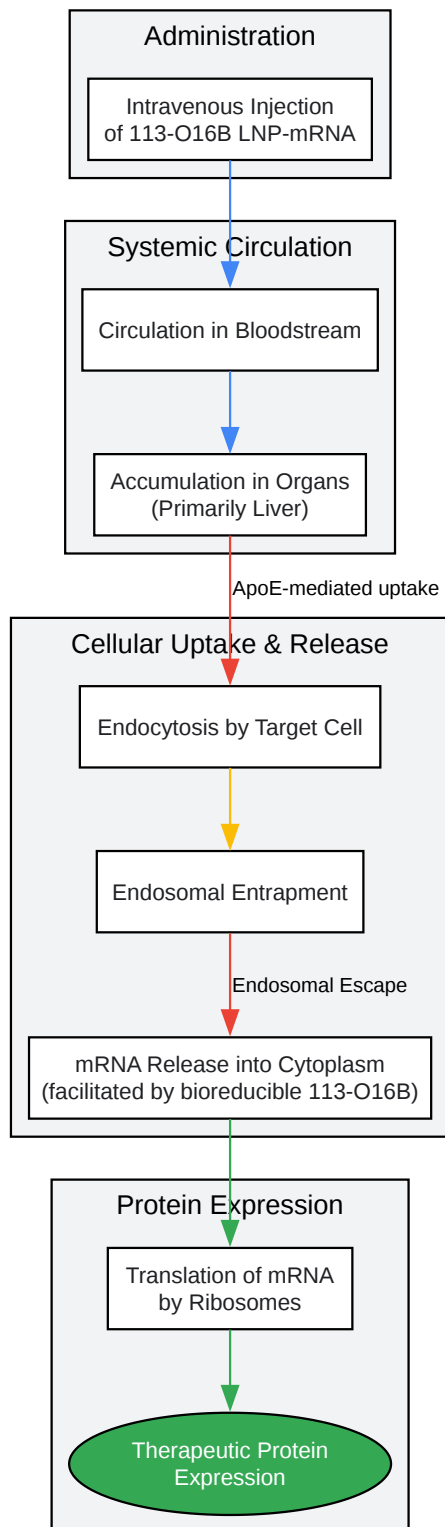 Administration
Intravenous Injection
of 113-O16B LNP-mRNA
Systemic Circulation
Circulation in Bloodstream
Accumulation in Organs
(Primarily Liver)
ApoE-mediated uptake
Cellular Uptake & Release
Endocytosis by Target Cell
Endosomal Entrapment
Endosomal Escape
mRNA Release into Cytoplasm
(facilitated by bioreducible 113-O16B)
Protein Expression
Translation of mRNA
by Ribosomes
Therapeutic Protein
Expression